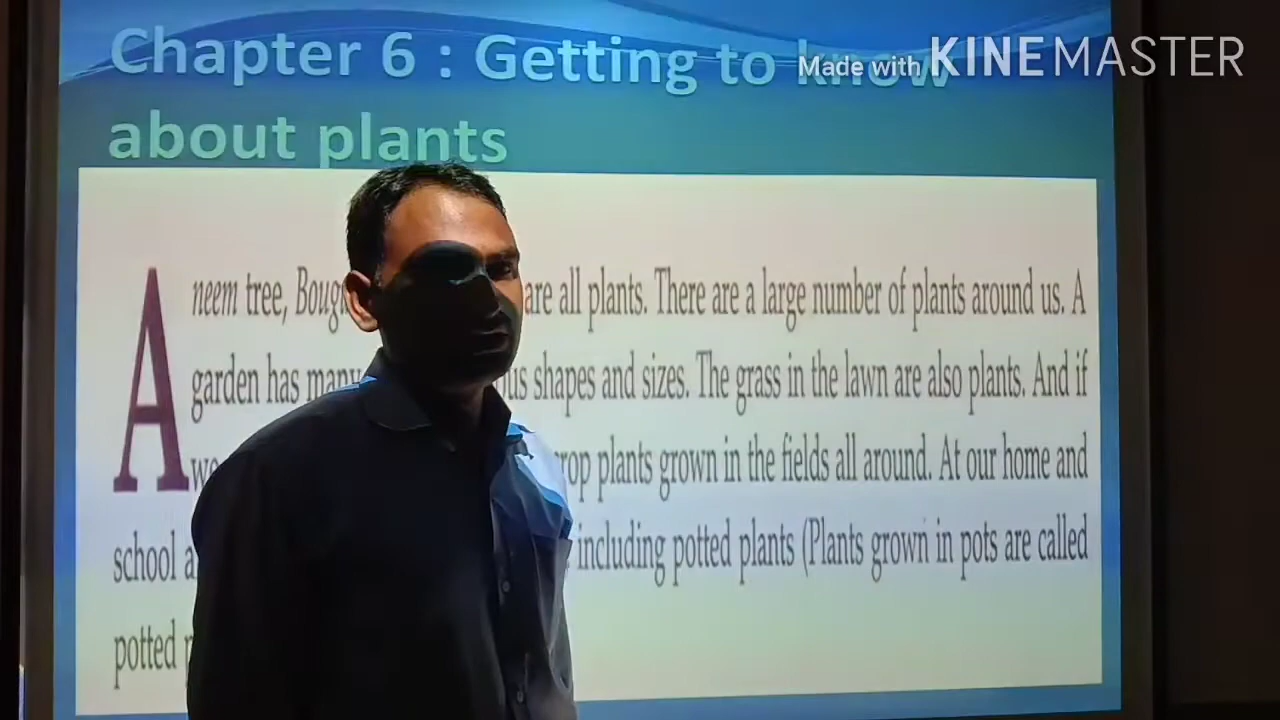 Chapter 6 : Getting to know
Made with KINEMASTER
about plants
A
neem tree, Boug are all plants. There are a large number of plants around us. A
garden has many us shapes and sizes. The grass in the lawn are also plants. And if
we rop plants grown in the fields all around. At our home and
school a including potted plants (Plants grown in pots are called
potted p